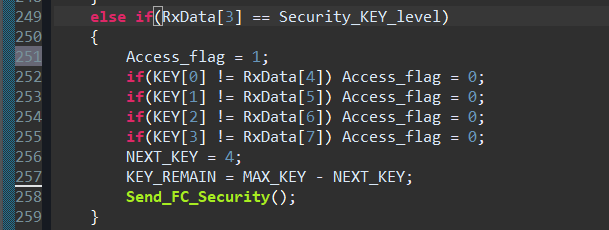 249 else if(RxData[3] == Security_KEY_level)
250 {
251 Access_flag = 1;
252 if(KEY[0] != RxData[4]) Access_flag = 0;
253 if(KEY[1] != RxData[5]) Access_flag = 0;
254 if(KEY[2] != RxData[6]) Access_flag = 0;
255 if(KEY[3] != RxData[7]) Access_flag = 0;
256 NEXT_KEY = 4;
257 KEY_REMAIN = MAX_KEY - NEXT_KEY;
258 Send_FC_Security();
259 }